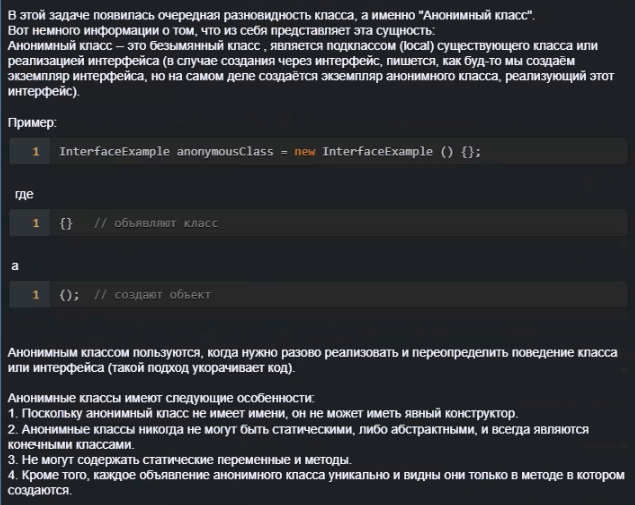 В этой задаче появилась очередная разновидность класса, а именно "Анонимный класс".
Вот немного информации о том, что из себя представляет эта сущность:
Анонимный класс — это безымянный класс , является подклассом (local) существующего класса или
реализацией интерфейса (в случае создания через интерфейс, пишется, как буд-то мы создаём
экземпляр интерфейса, но на самом деле создаётся экземпляр анонимного класса, реализующий этот
интерфейс).
Пример:
1 InterfaceExample anonymousClass = new InterfaceExample () {};
где
1 {} // объявляют класс
а
1 (); // создают объект
Анонимным классом пользуются, когда нужно разово реализовать и переопределить поведение класса
или интерфейса (такой подход укорачивает код).
Анонимные классы имеют следующие особенности:
1. Поскольку анонимный класс не имеет имени, он не может иметь явный конструктор.
2. Анонимные классы никогда не могут быть статическими, либо абстрактными, и всегда являются
конечными классами.
3. Не могут содержать статические переменные и методы.
4. Кроме того, каждое объявление анонимного класса уникально и видны они только в методе в котором
создаются.